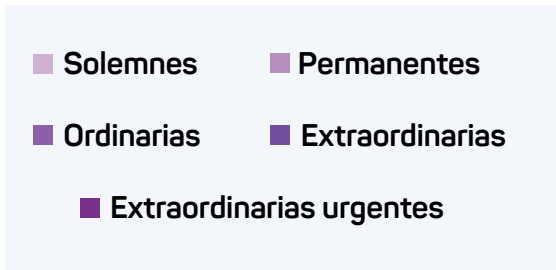 Solemnes
Permanentes
Ordinarias
Extraordinarias
Extraordinarias urgentes